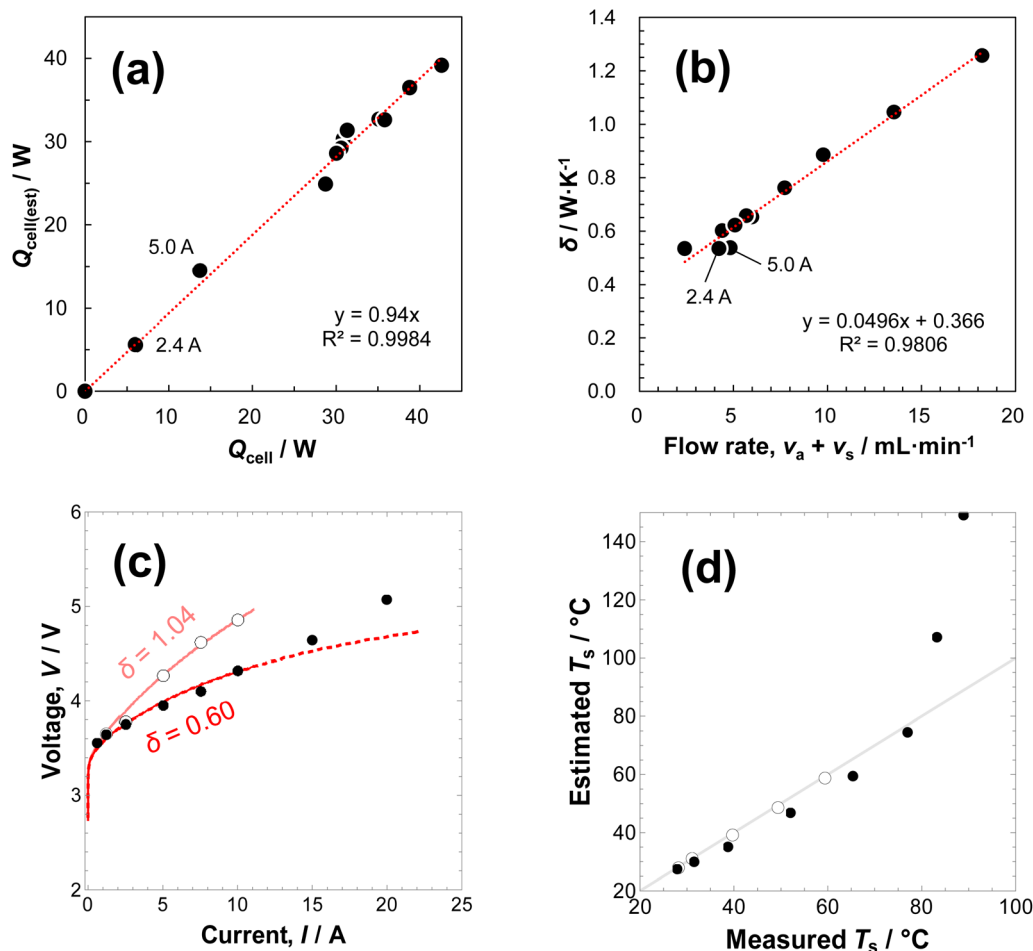 (a)
Q_cell(est) / W
40
30
20
10
0
5.0 A
2.4 A
y = 0.94x
R² = 0.9984
0 10 20 30 40
Q_cell / W
(b)
δ / W·K⁻¹
1.4
1.2
1.0
0.8
0.6
0.4
0.2
0.0
5.0 A
2.4 A
y = 0.0496x + 0.366
R² = 0.9806
0 5 10 15 20
Flow rate, vₐ + vₛ / mL·min⁻¹
(c)
Voltage, V / V
6
5
4
3
2
δ = 1.04
δ = 0.60
0 5 10 15 20 25
Current, I / A
(d)
Estimated Tₛ / °C
140
120
100
80
60
40
20
20 40 60 80 100
Measured Tₛ / °C